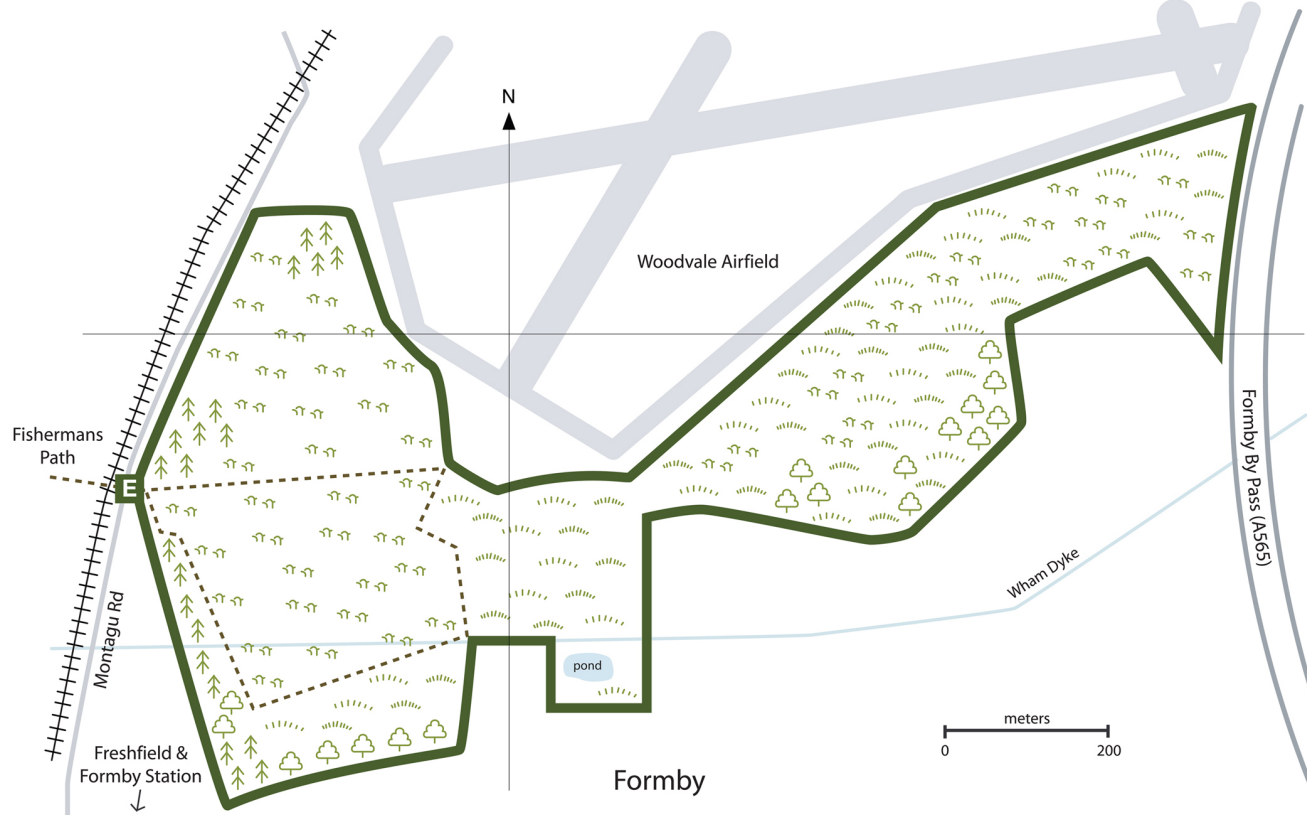 N
Woodvale Airfield
Fishermans
Path
E
Montagu Rd
Formby By Pass (A565)
Wham Dyke
pond
meters
0 200
Freshfield &
Formby Station
Formby